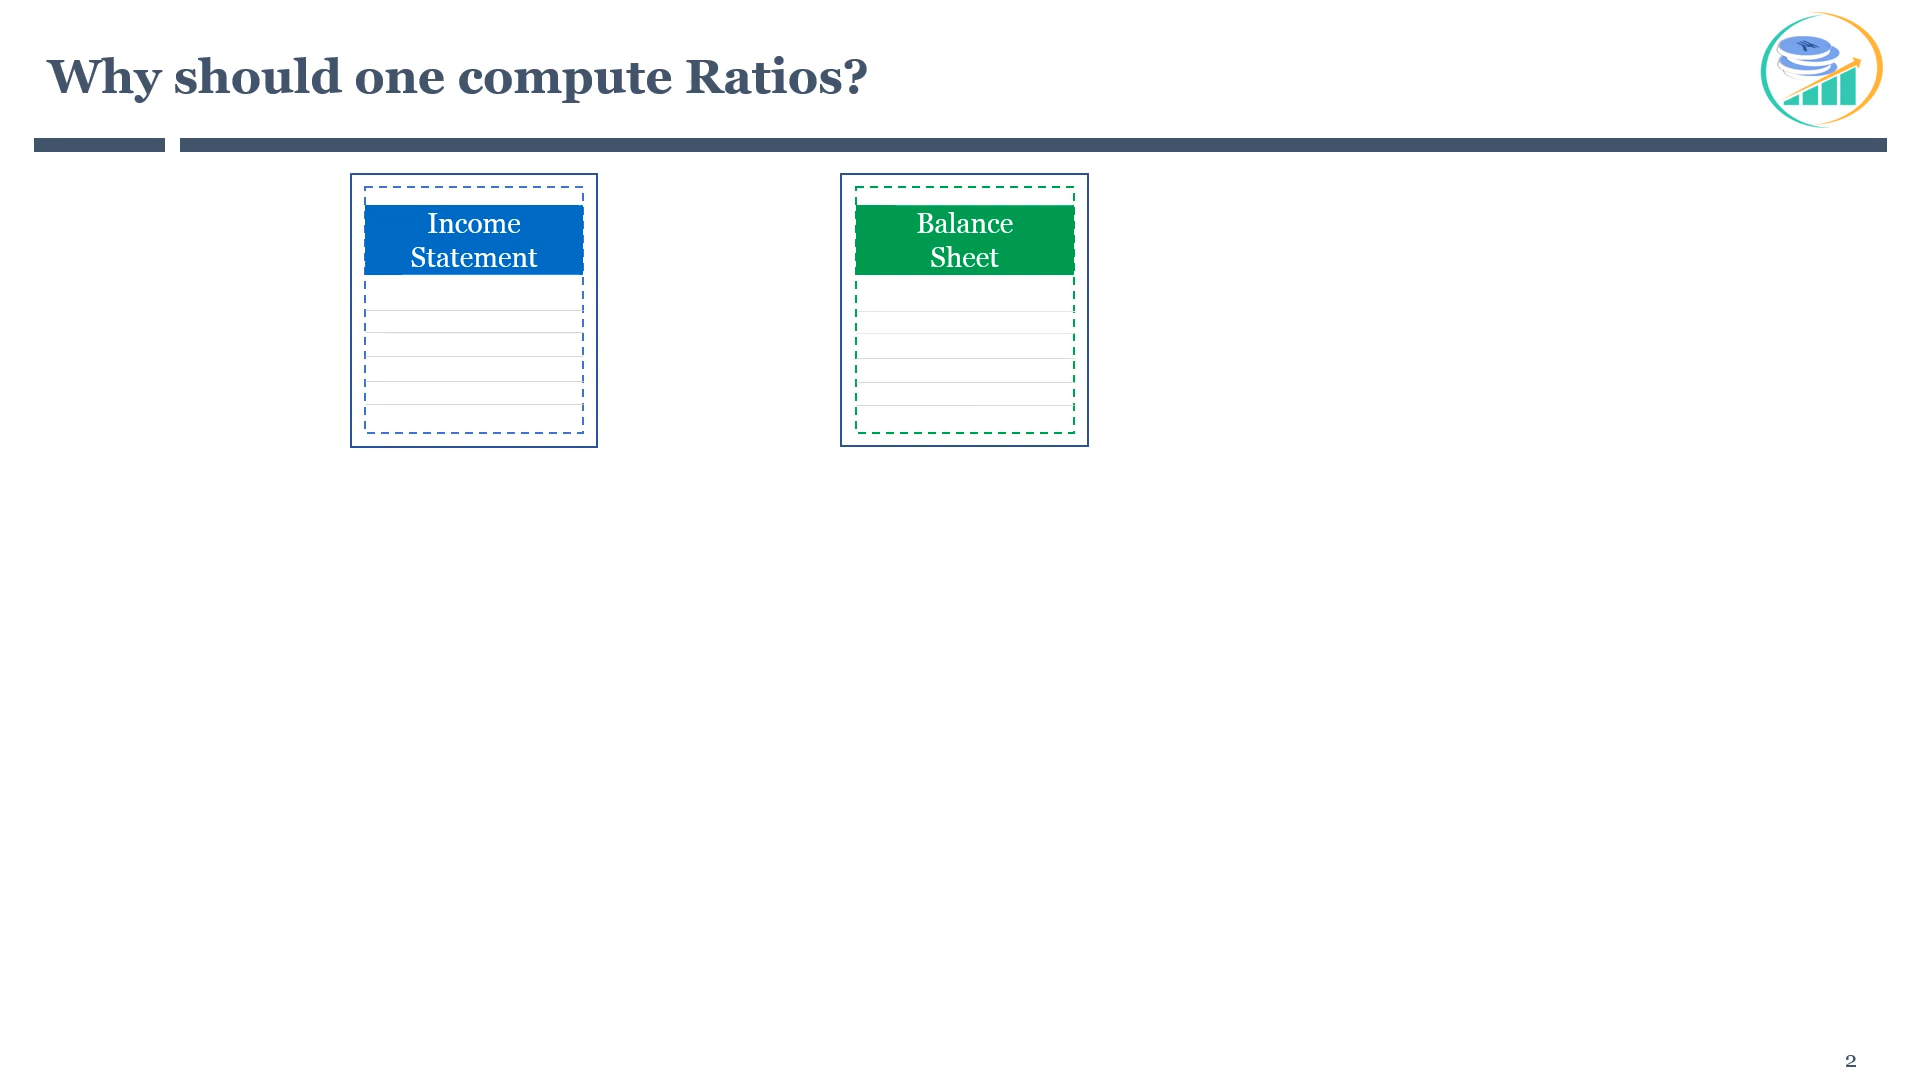 Why should one compute Ratios?
Income
Statement
Balance
Sheet
2